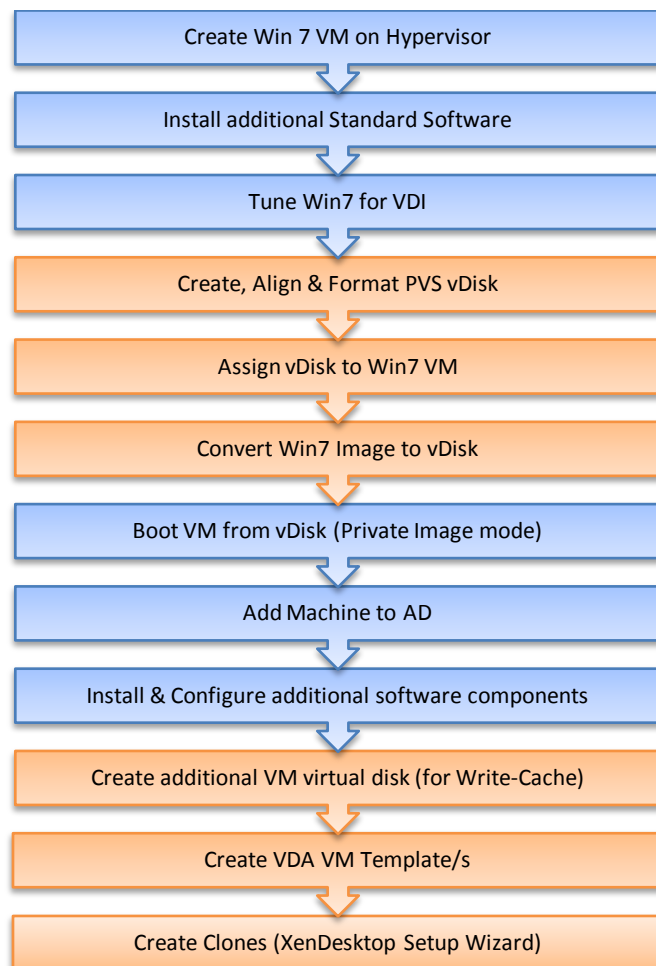 Create Win 7 VM on Hypervisor
Install additional Standard Software
Tune Win7 for VDI
Create, Align & Format PVS vDisk
Assign vDisk to Win7 VM
Convert Win7 Image to vDisk
Boot VM from vDisk (Private Image mode)
Add Machine to AD
Install & Configure additional software components
Create additional VM virtual disk (for Write-Cache)
Create VDA VM Template/s
Create Clones (XenDesktop Setup Wizard)